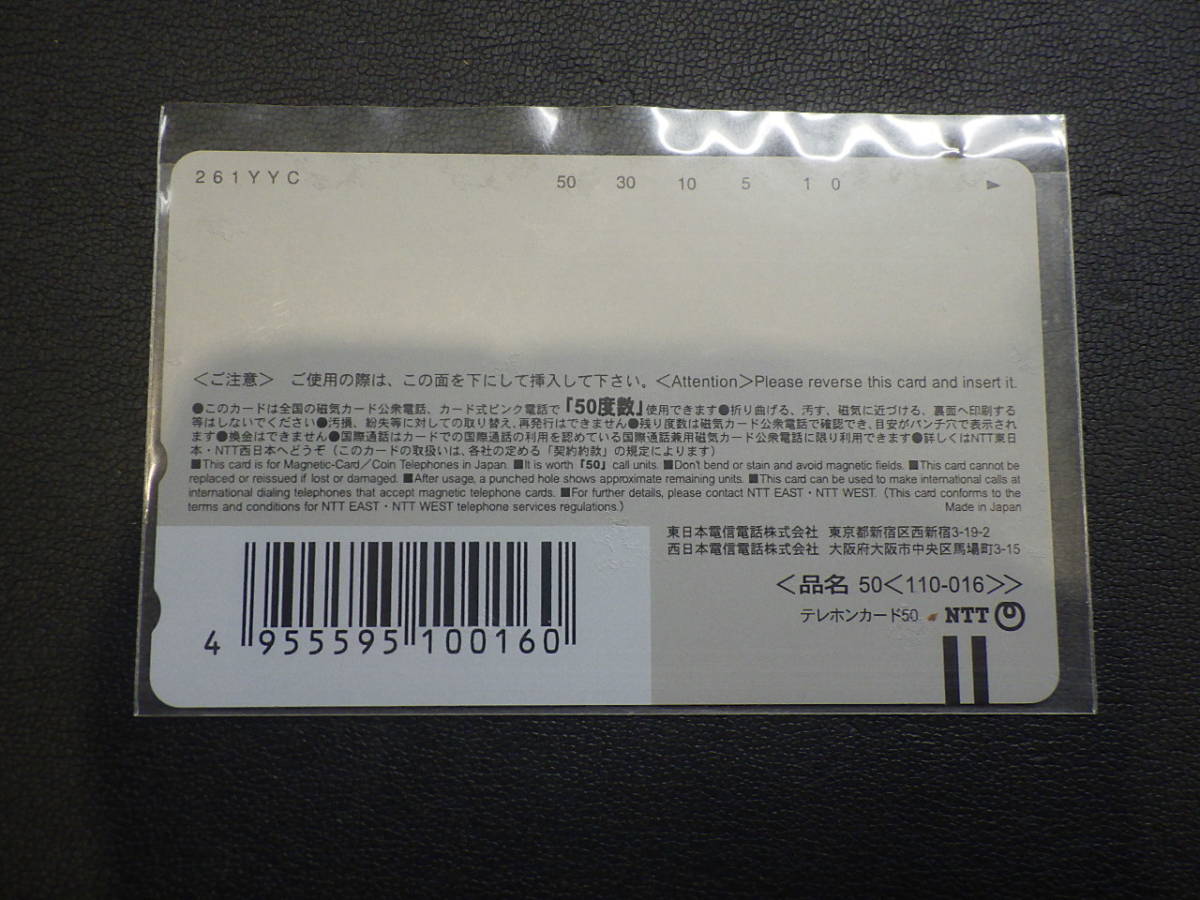 261YYC 50 30 10 5 1 0
<ご注意> ご使用の際は、この面を下にして挿入して下さい。<Attention>Please reverse this card and insert it.
●このカードは全国の磁気カード公衆電話、カード式ピンク電話で『50度数』使用できます●折り曲げる、汚す、磁気に近づける、裏面へ印刷する
等はしないでください●汚損、紛失等に対しての取り替え、再発行はできません●残り度数は磁気カード公衆電話で確認でき、目安がパンチ穴で表示され
ます●換金はできません●国際通話はカードでの国際通話の利用を認めている国際通話兼用磁気カード公衆電話に限り利用できます●詳しくはNTT東日
本・NTT西日本へどうぞ（このカードの取扱いは、各社の定める「契約約款」の規定によります）
■This card is for Magnetic-Card/Coin Telephones in Japan. ■It is worth『50』call units. ■Don't bend or stain and avoid magnetic fields. ■This card cannot be
replaced or reissued if lost or damaged. ■After usage, a punched hole shows approximate remaining units. ■This card can be used to make international calls at
international dialing telephones that accept magnetic telephone cards. ■For further details, please contact NTT EAST・NTT WEST. (This card conforms to the
terms and conditions for NTT EAST・NTT WEST telephone services regulations.) Made in Japan
東日本電信電話株式会社 東京都新宿区西新宿3-19-2
西日本電信電話株式会社 大阪府大阪市中央区馬場町3-15
<品名 50<110-016>>
テレホンカード50 NTT
4 955595 100160